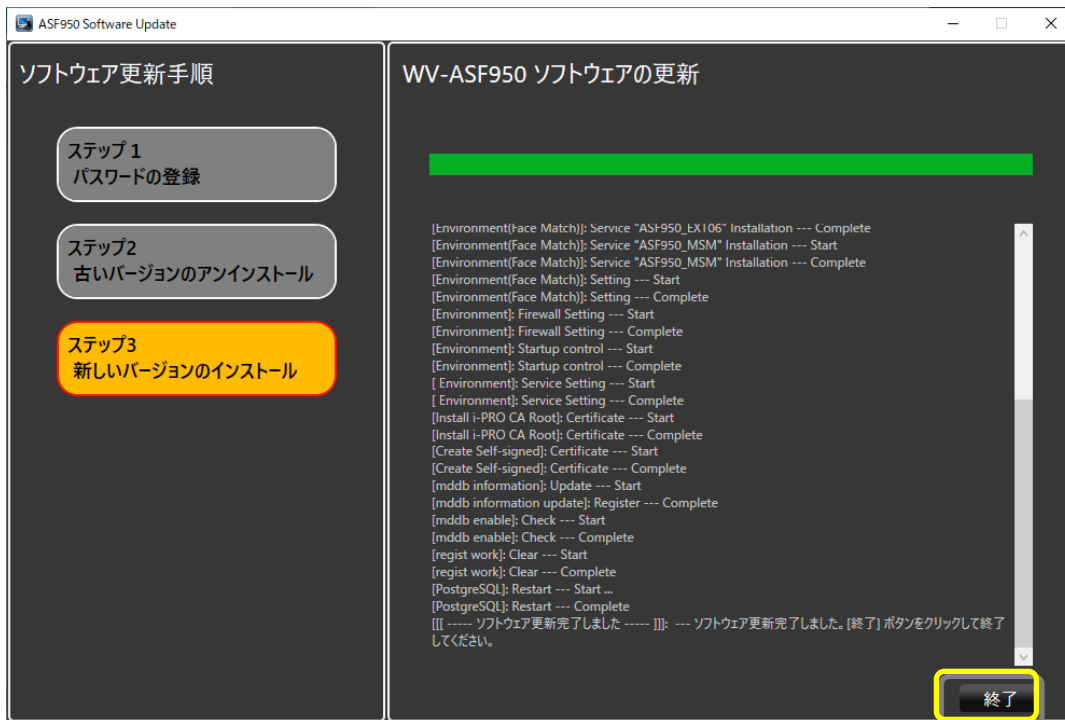 ASF950 Software Update
ソフトウェア更新手順
ステップ 1
パスワードの登録
ステップ2
古いバージョンのアンインストール
ステップ3
新しいバージョンのインストール
WV-ASF950 ソフトウェアの更新
[Environment(Face Match)]: Service "ASF950_EXT06" Installation --- Complete
[Environment(Face Match)]: Service "ASF950_MSM" Installation --- Start
[Environment(Face Match)]: Service "ASF950_MSM" Installation --- Complete
[Environment(Face Match)]: Setting --- Start
[Environment(Face Match)]: Setting --- Complete
[Environment]: Firewall Setting --- Start
[Environment]: Firewall Setting --- Complete
[Environment]: Startup control --- Start
[Environment]: Startup control --- Complete
[ Environment]: Service Setting --- Start
[ Environment]: Service Setting --- Complete
[Install i-PRO CA Root]: Certificate --- Start
[Install i-PRO CA Root]: Certificate --- Complete
[Create Self-signed]: Certificate --- Start
[Create Self-signed]: Certificate --- Complete
[mddb information]: Update --- Start
[mddb information update]: Register --- Complete
[mddb enable]: Check --- Start
[mddb enable]: Check --- Complete
[regist work]: Clear --- Start
[regist work]: Clear --- Complete
[PostgreSQL]: Restart --- Start ...
[PostgreSQL]: Restart --- Complete
[[[ ----- ソフトウェア更新完了しました ----- ]]]: --- ソフトウェア更新完了しました。[終了] ボタンをクリックして終了
してください。
終了